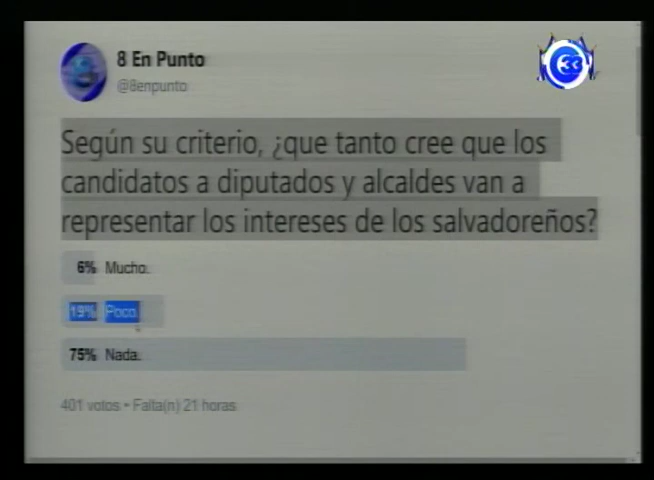 8 En Punto
@8enpunto
33
Según su criterio, ¿que tanto cree que los
candidatos a diputados y alcaldes van a
representar los intereses de los salvadoreños?
6% Mucho.
19% Poco.
75% Nada.
401 votos • Falta(n) 21 horas